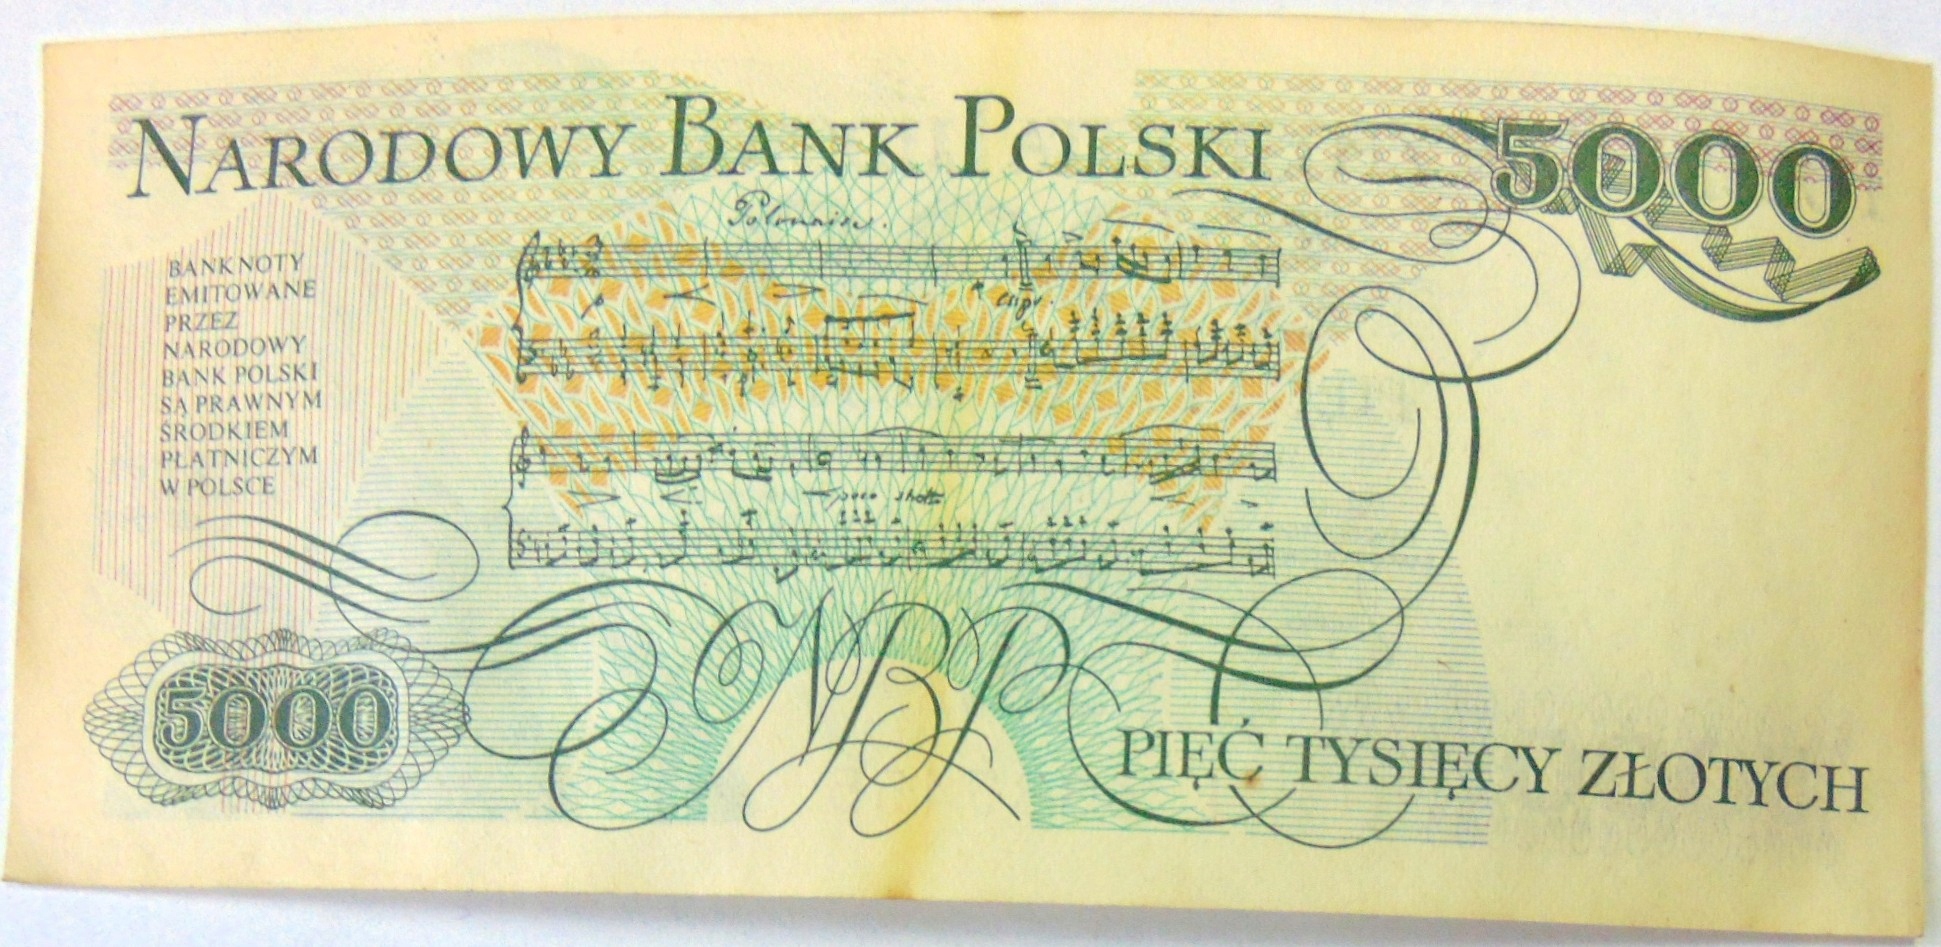 NARODOWY BANK POLSKI
5000
Polonaise.
BANKNOTY
EMITOWANE
PRZEZ
NARODOWY
BANK POLSKI
SĄ PRAWNYM
ŚRODKIEM
PŁATNICZYM
W POLSCE
poco
NBP
5000
PIĘĆ TYSIĘCY ZŁOTYCH